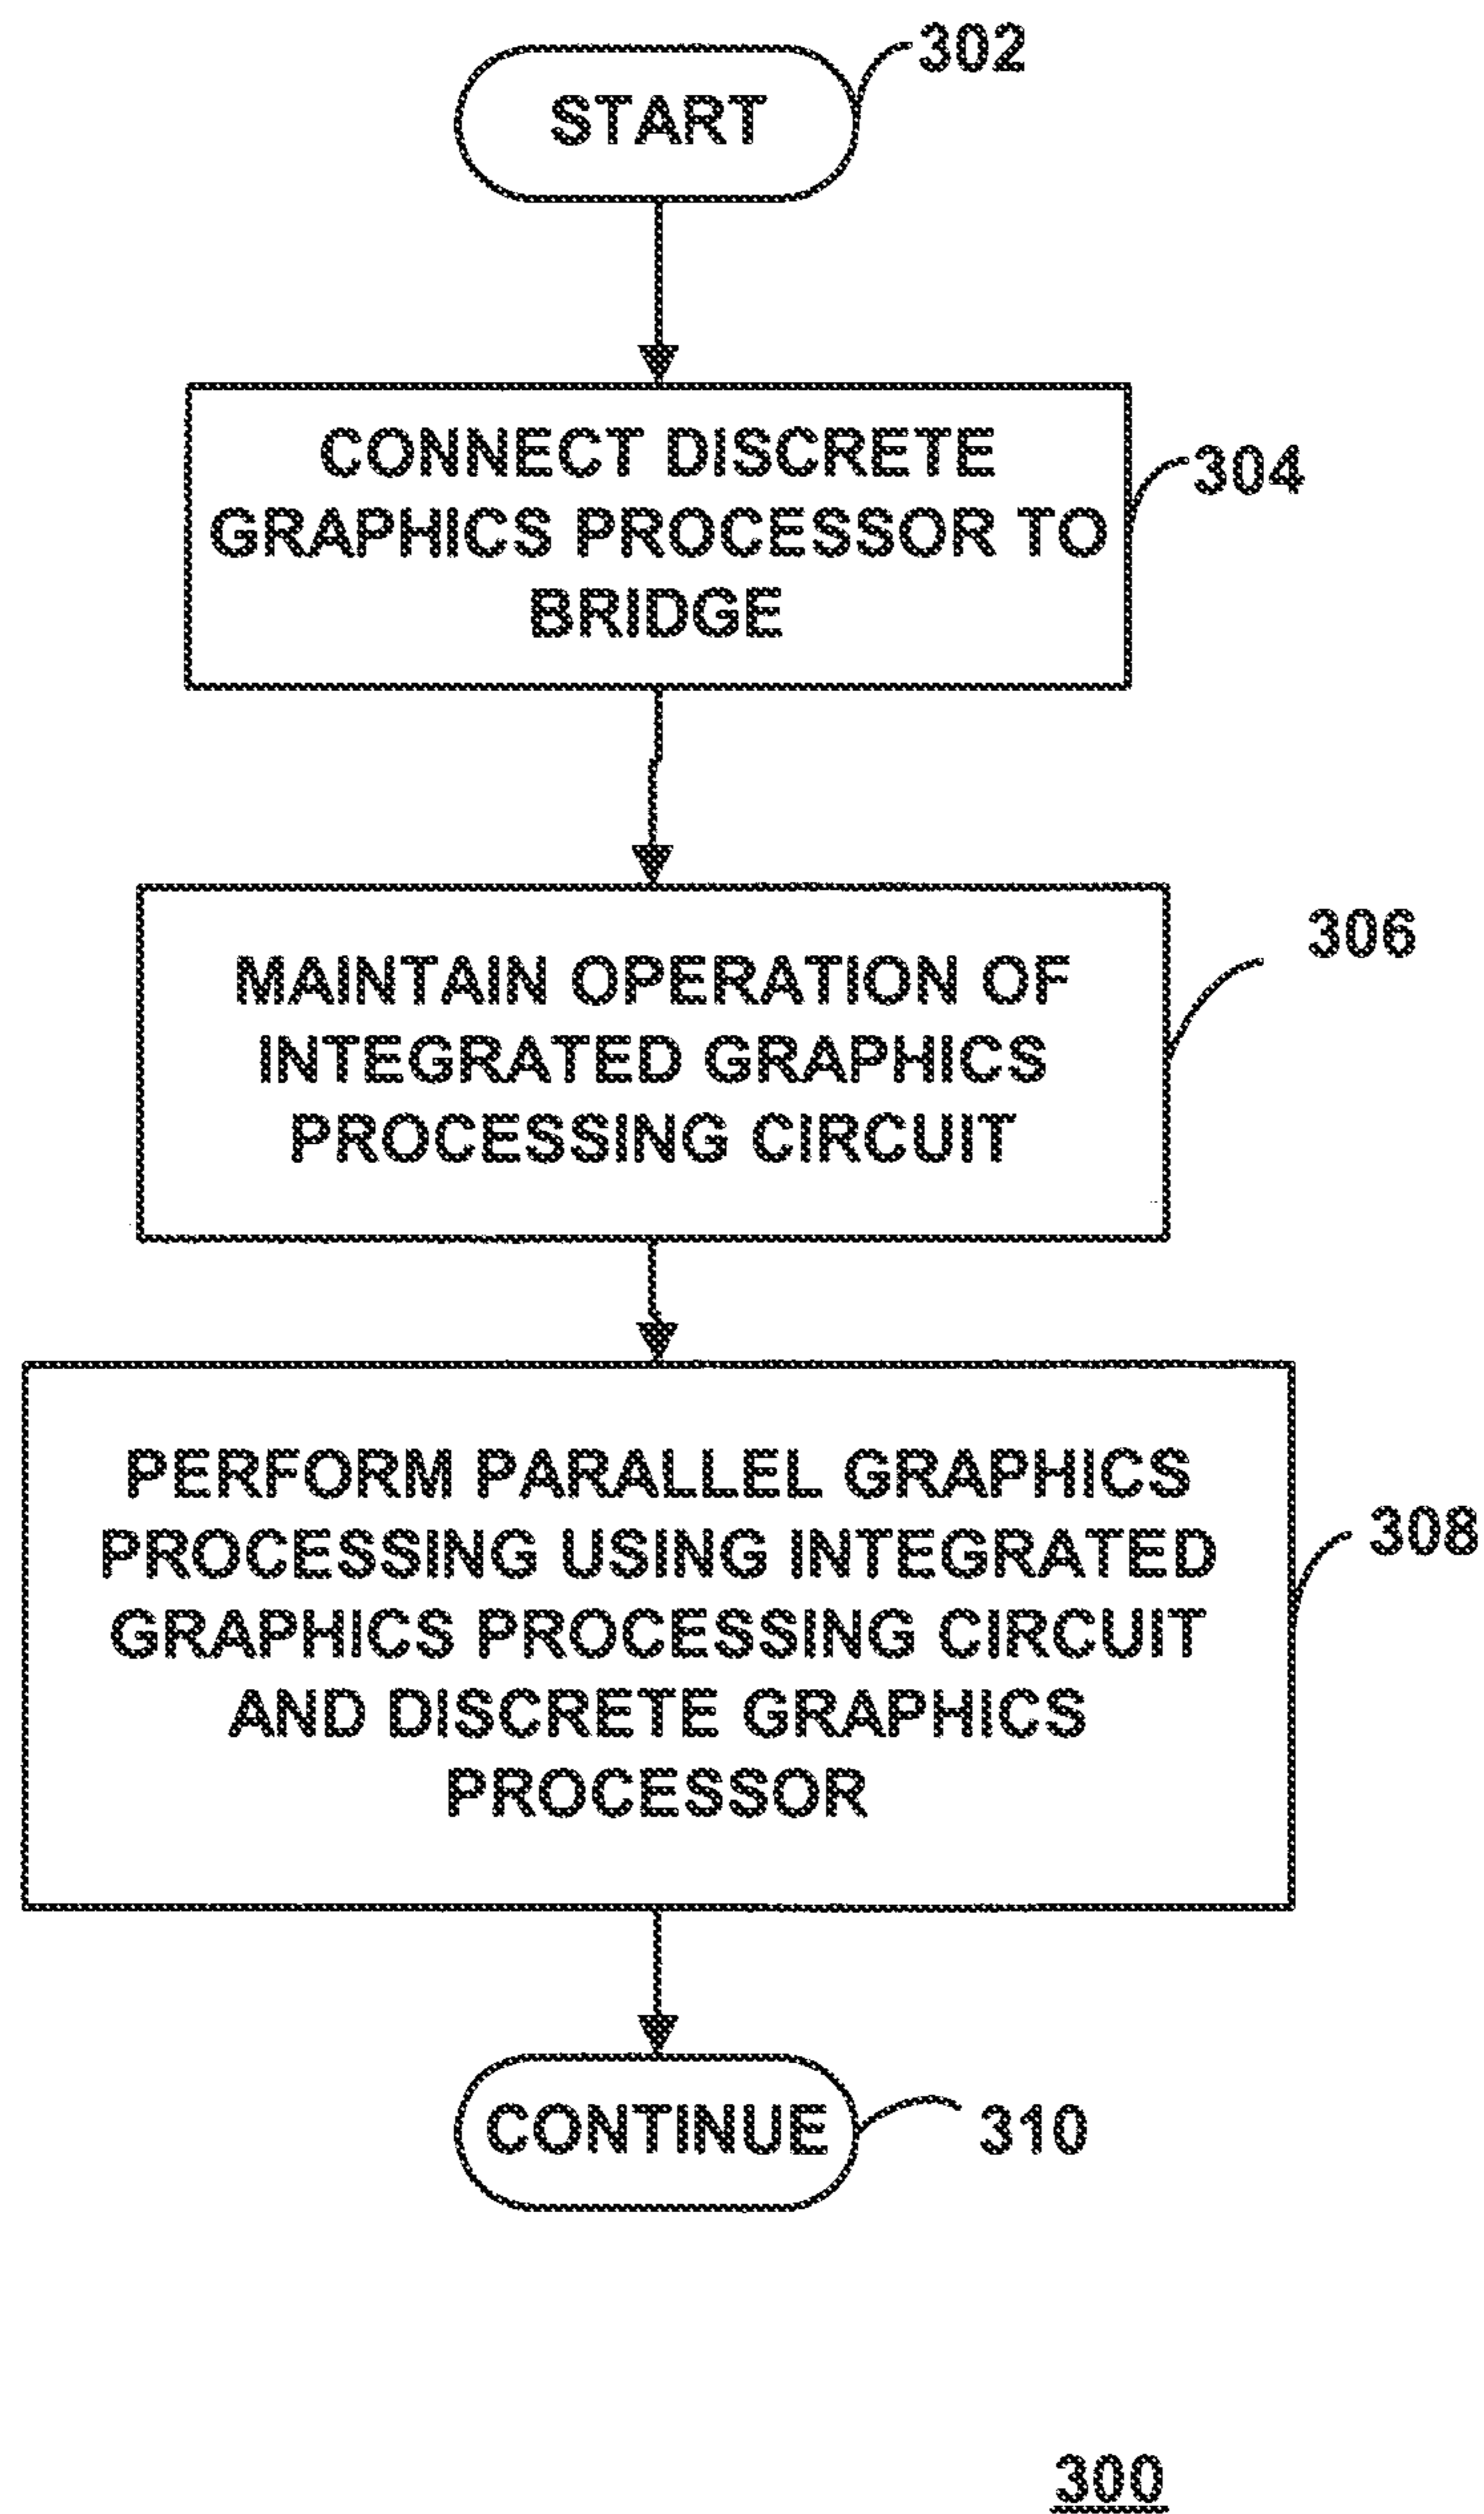 302
START
CONNECT DISCRETE
GRAPHICS PROCESSOR TO
BRIDGE
304
MAINTAIN OPERATION OF
INTEGRATED GRAPHICS
PROCESSING CIRCUIT
306
PERFORM PARALLEL GRAPHICS
PROCESSING USING INTEGRATED
GRAPHICS PROCESSING CIRCUIT
AND DISCRETE GRAPHICS
PROCESSOR
308
CONTINUE
310
300